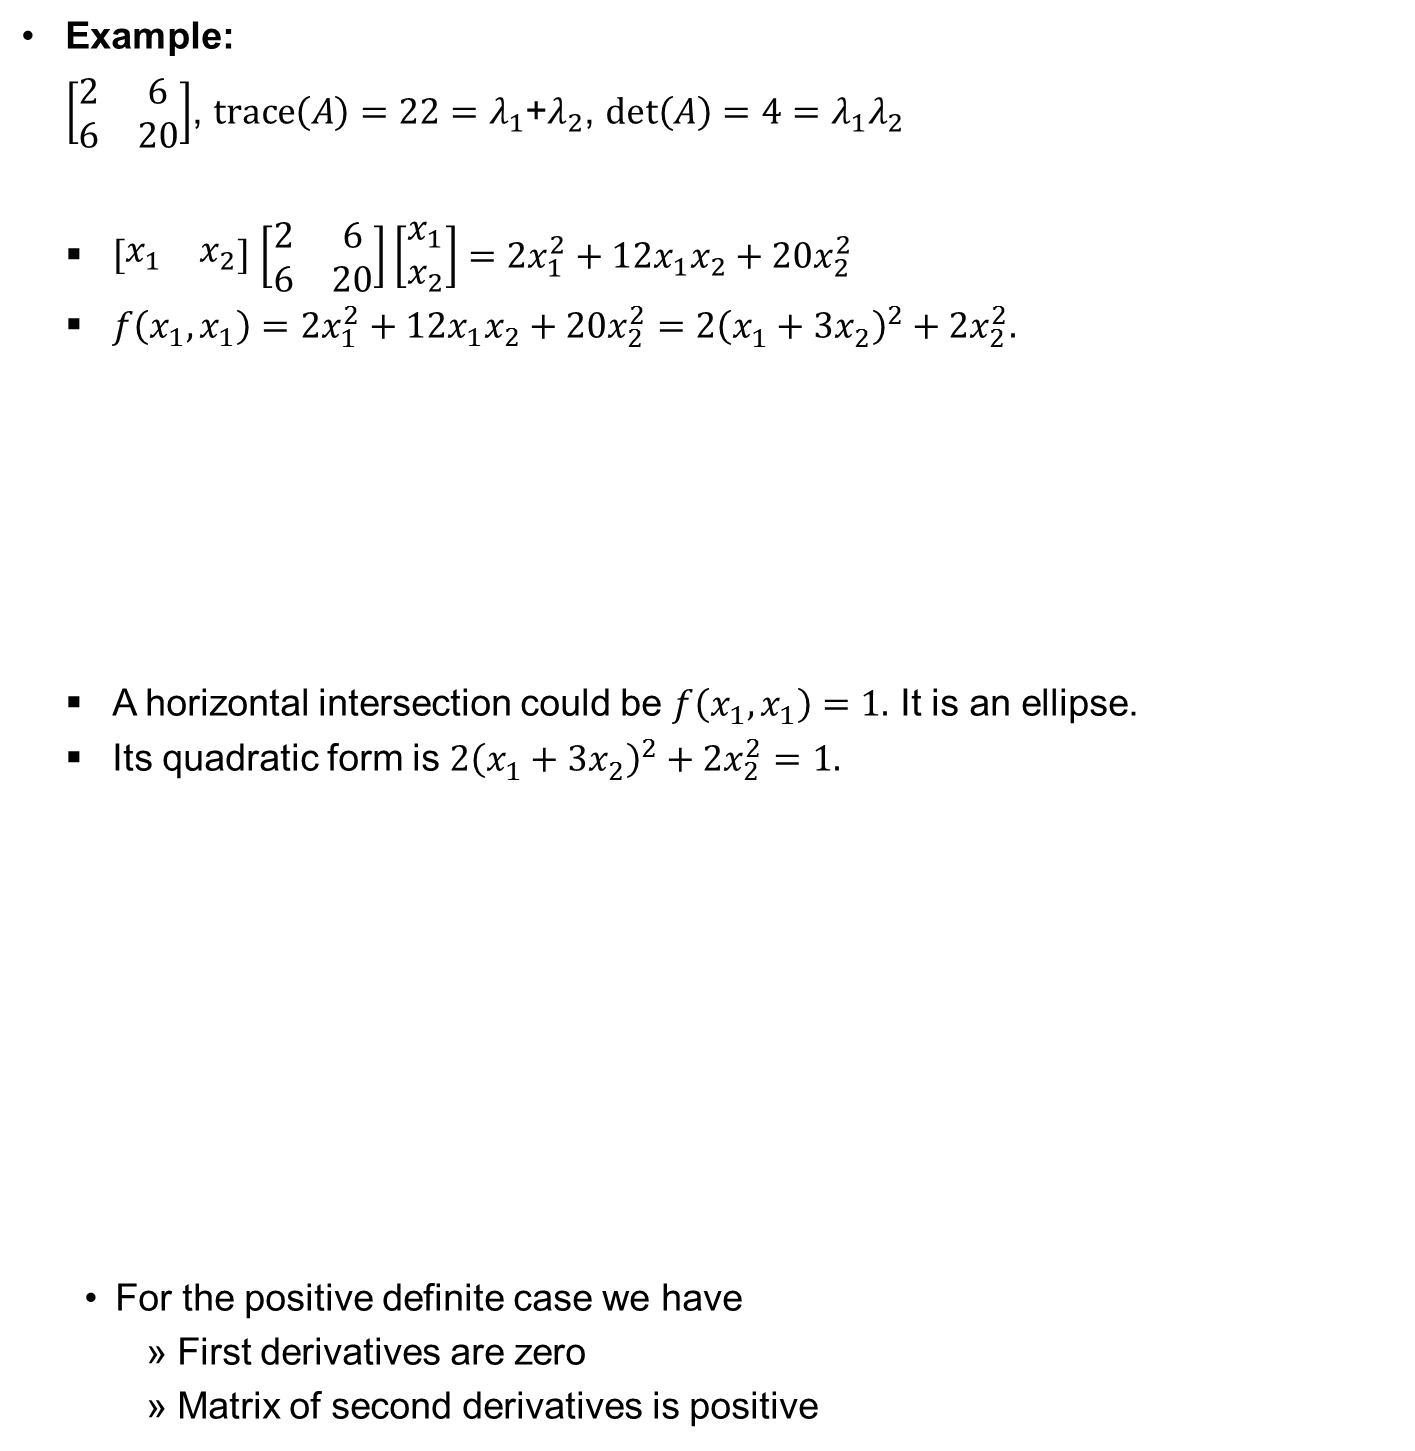 • Example:
[2 6; 6 20], trace(A) = 22 = λ₁+λ₂, det(A) = 4 = λ₁λ₂
▪ [x₁ x₂] [2 6; 6 20] [x₁; x₂] = 2x₁² + 12x₁x₂ + 20x₂²
▪ f(x₁, x₁) = 2x₁² + 12x₁x₂ + 20x₂² = 2(x₁ + 3x₂)² + 2x₂².
▪ A horizontal intersection could be f(x₁, x₁) = 1. It is an ellipse.
▪ Its quadratic form is 2(x₁ + 3x₂)² + 2x₂² = 1.
• For the positive definite case we have
» First derivatives are zero
» Matrix of second derivatives is positive